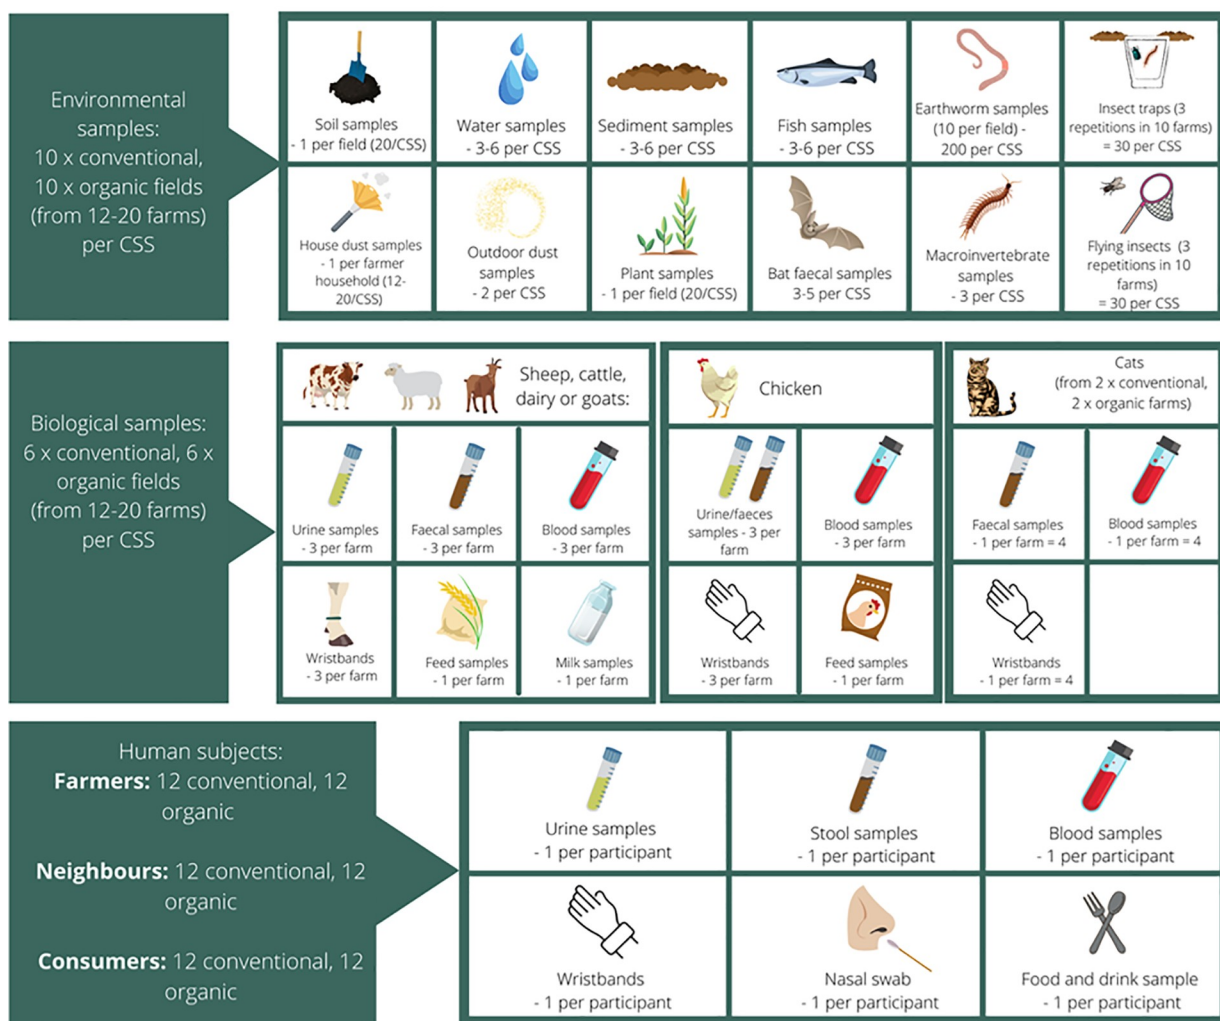 Environmental
samples:
10 x conventional,
10 x organic fields
(from 12-20 farms)
per CSS
Soil samples
- 1 per field (20/CSS)
Water samples
- 3-6 per CSS
Sediment samples
- 3-6 per CSS
Fish samples
- 3-6 per CSS
Earthworm samples
(10 per field) -
200 per CSS
Insect traps (3
repetitions in 10 farms)
= 30 per CSS
House dust samples
- 1 per farmer
household (12-
20/CSS)
Outdoor dust
samples
- 2 per CSS
Plant samples
- 1 per field (20/CSS)
Bat faecal samples
3-5 per CSS
Macroinvertebrate
samples
- 3 per CSS
Flying insects (3
repetitions in 10
farms)
= 30 per CSS
Biological samples:
6 x conventional, 6 x
organic fields
(from 12-20 farms)
per CSS
Sheep, cattle,
dairy or goats:
Urine samples
- 3 per farm
Faecal samples
- 3 per farm
Blood samples
- 3 per farm
Wristbands
- 3 per farm
Feed samples
- 1 per farm
Milk samples
- 1 per farm
Chicken
Urine/faeces
samples - 3 per
farm
Blood samples
- 3 per farm
Wristbands
- 3 per farm
Feed samples
- 1 per farm
Cats
(from 2 x conventional,
2 x organic farms)
Faecal samples
- 1 per farm = 4
Blood samples
- 1 per farm = 4
Wristbands
- 1 per farm = 4
Human subjects:
Farmers: 12 conventional, 12
organic
Neighbours: 12 conventional, 12
organic
Consumers: 12 conventional, 12
organic
Urine samples
- 1 per participant
Stool samples
- 1 per participant
Blood samples
- 1 per participant
Wristbands
- 1 per participant
Nasal swab
- 1 per participant
Food and drink sample
- 1 per participant